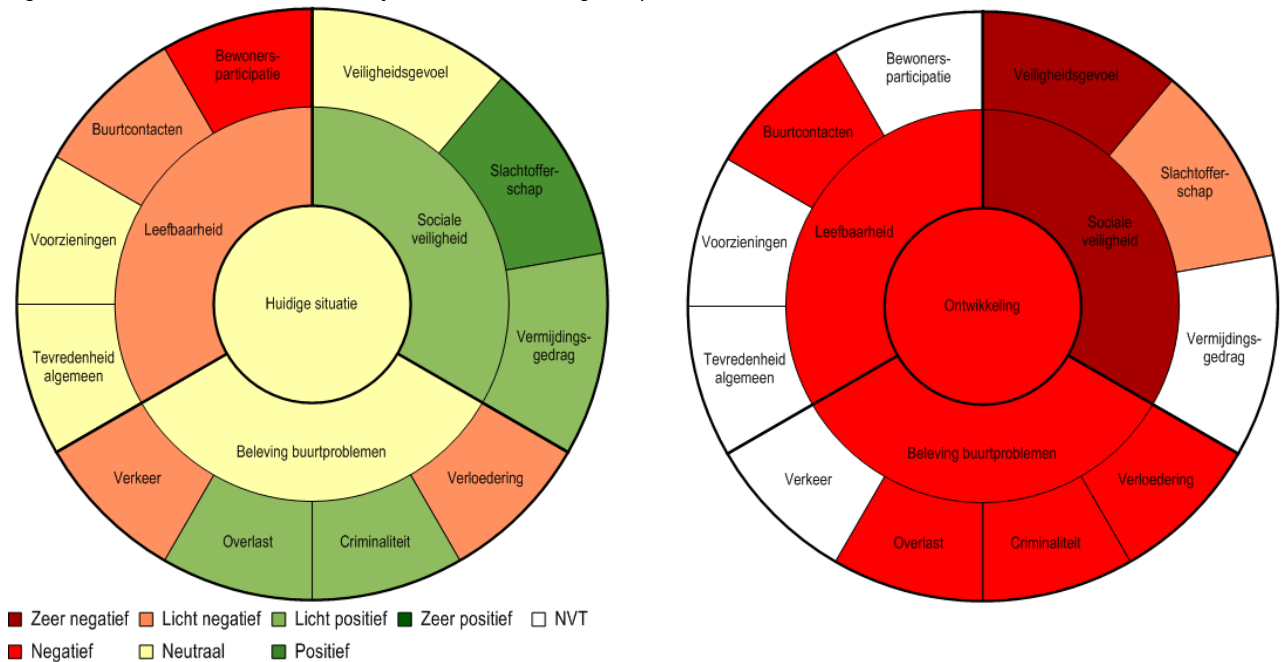 Bewoners-
participatie
Veiligheidsgevoel
Buurtcontacten
Slachtoffer-
schap
Voorzieningen
Leefbaarheid
Sociale
veiligheid
Huidige situatie
Tevredenheid
algemeen
Vermijdings-
gedrag
Beleving buurtproblemen
Verkeer
Verloedering
Overlast
Criminaliteit
Bewoners-
participatie
Veiligheidsgevoel
Buurtcontacten
Slachtoffer-
schap
Voorzieningen
Leefbaarheid
Sociale
veiligheid
Ontwikkeling
Tevredenheid
algemeen
Vermijdings-
gedrag
Beleving buurtproblemen
Verkeer
Verloedering
Overlast
Criminaliteit
Zeer negatief
Licht negatief
Licht positief
Zeer positief
NVT
Negatief
Neutraal
Positief